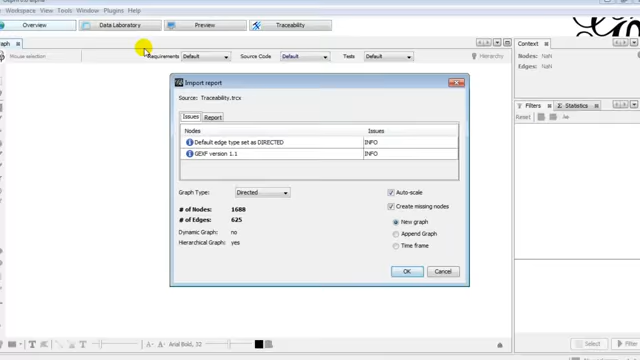 Workspace View Tools Window Plugins Help
Overview Data Laboratory Preview Traceability
Context
Mouse selection Requirements Default Source Code Default Tests Default Hierarchy
Nodes: NaN
Edges: NaN
Import report
Source: Traceability.trcx
Filters Statistics
Issues Report
Reset
Nodes Issues
Default edge type set as DIRECTED INFO
GEXF version 1.1 INFO
Graph Type: Directed Auto-scale
Create missing nodes
# of Nodes: 1688
# of Edges: 625
New graph
Dynamic Graph: no Append Graph
Hierarchical Graph: yes Time frame
OK Cancel
Arial Bold, 32 Select Filter